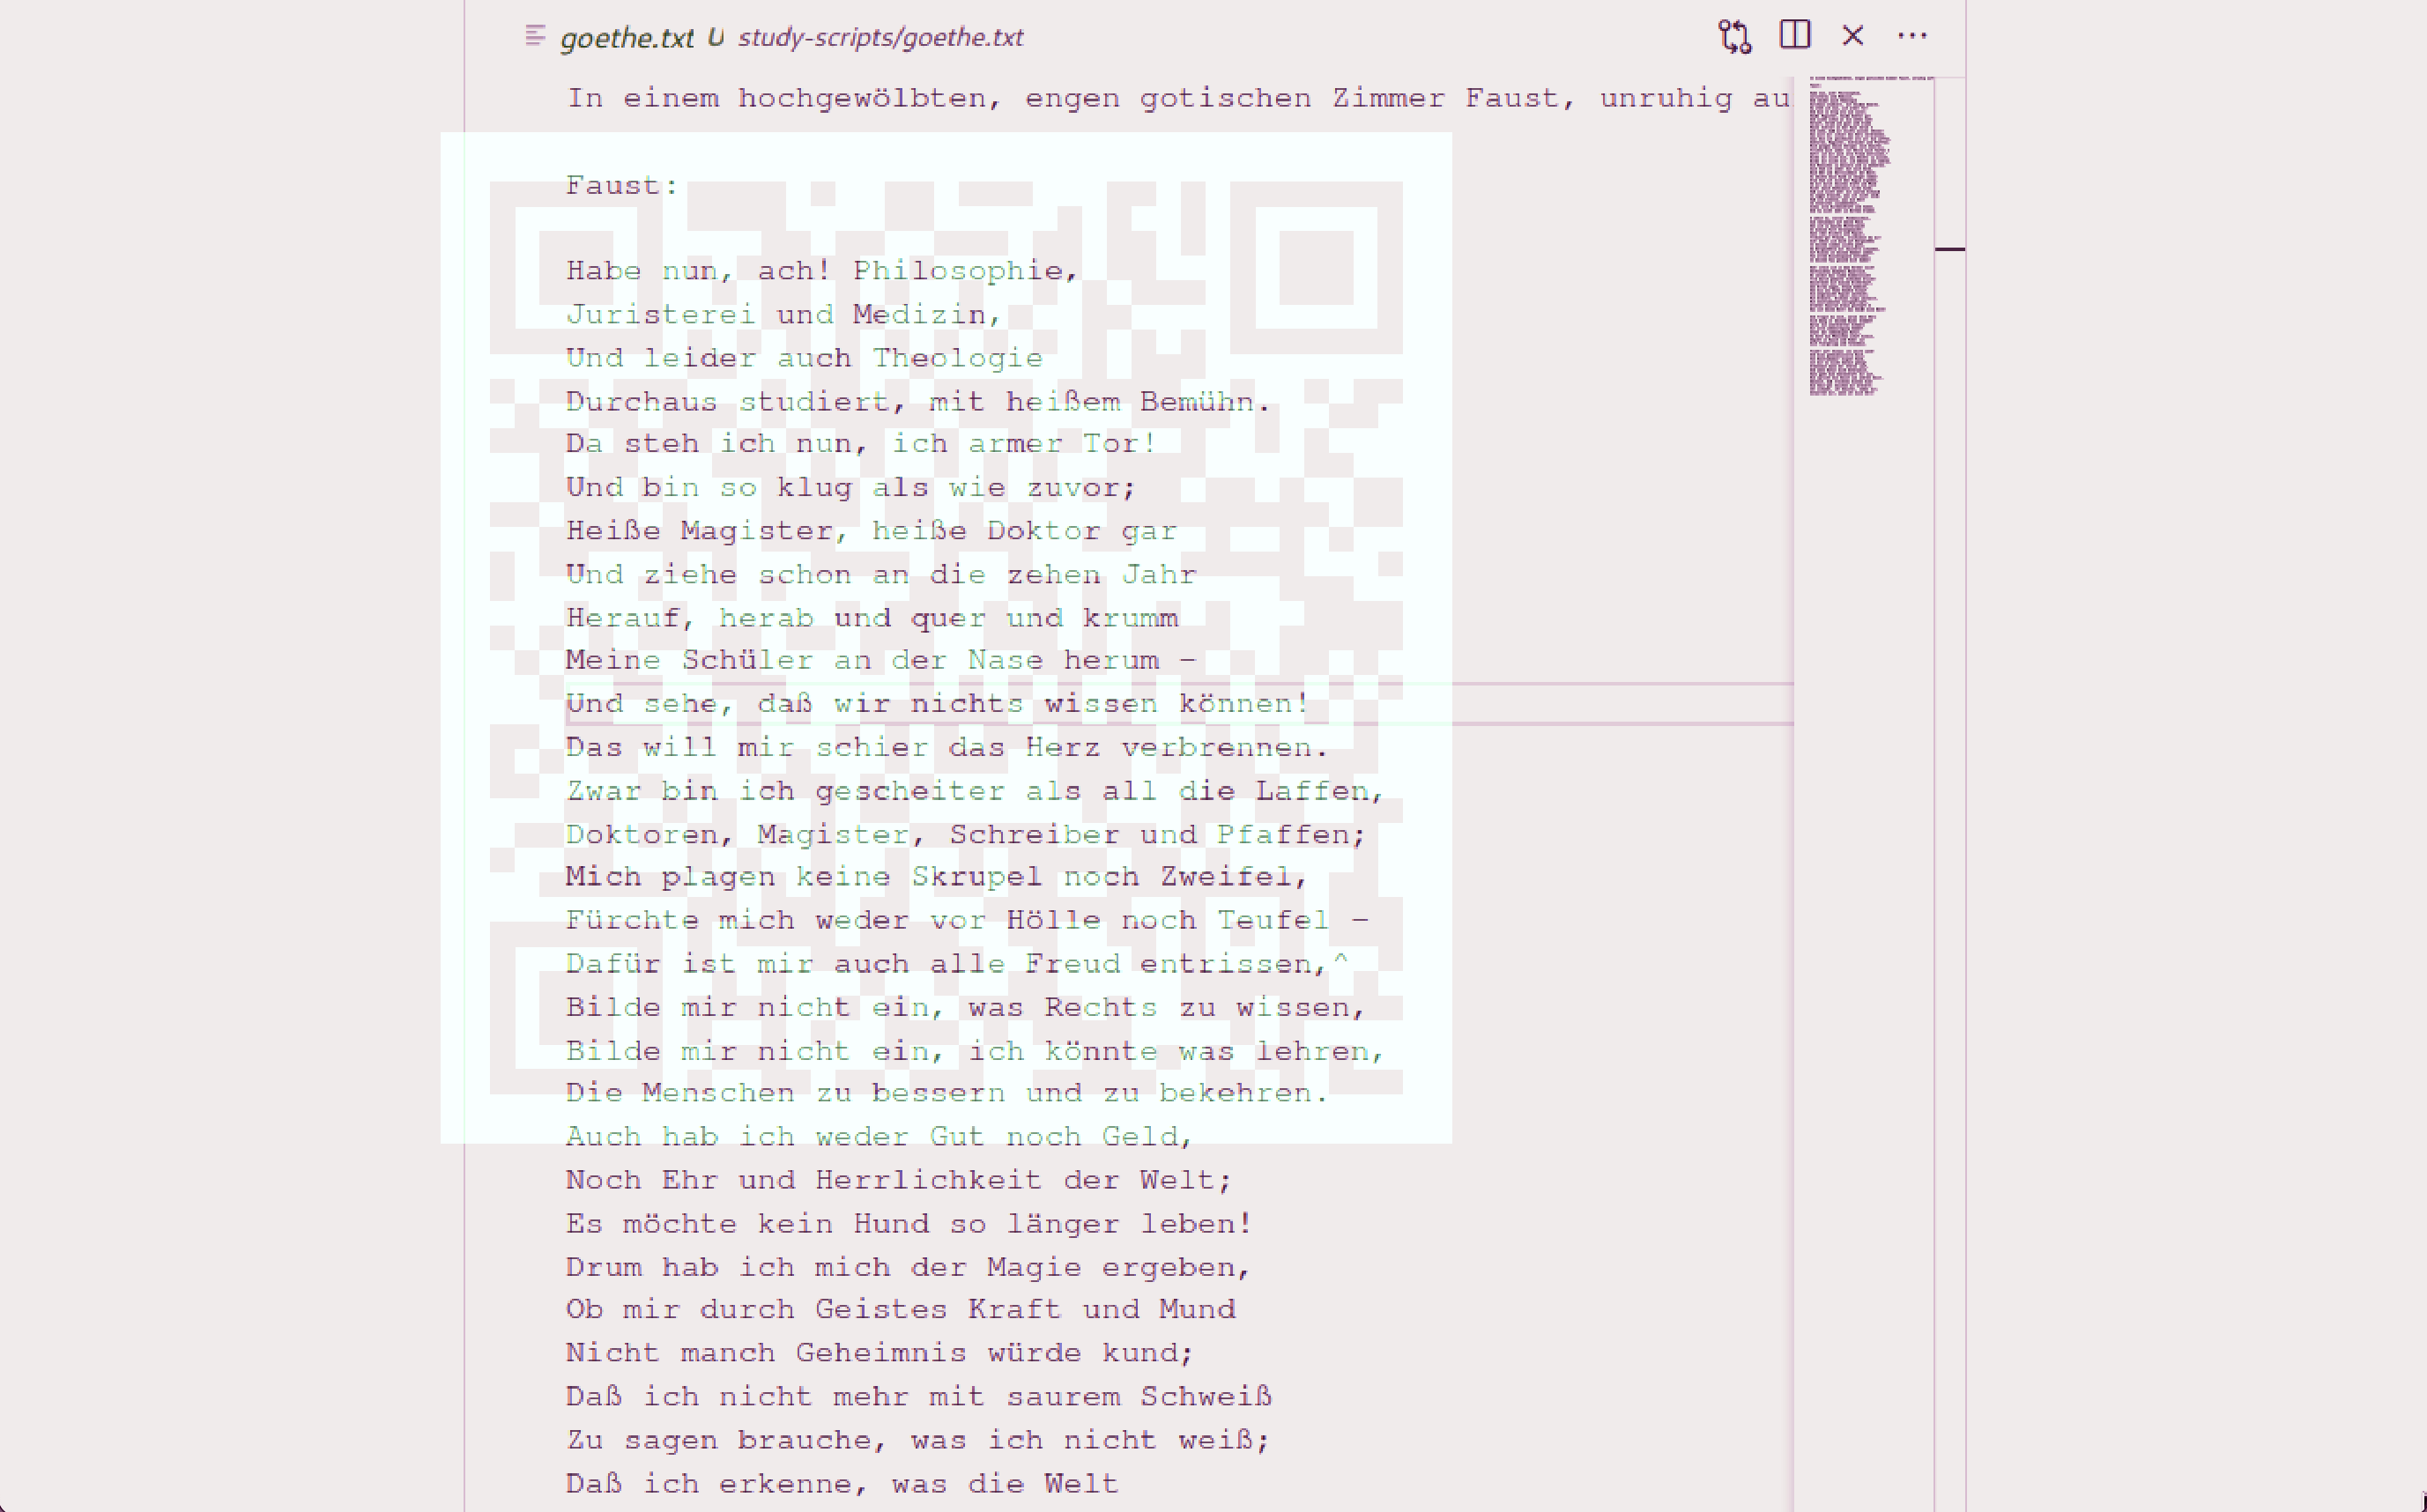 goethe.txt U study-scripts/goethe.txt
In einem hochgewölbten, engen gotischen Zimmer Faust, unruhig au
Faust:
Habe nun, ach! Philosophie,
Juristerei und Medizin,
Und leider auch Theologie
Durchaus studiert, mit heißem Bemühn.
Da steh ich nun, ich armer Tor!
Und bin so klug als wie zuvor;
Heiße Magister, heiße Doktor gar
Und ziehe schon an die zehen Jahr
Herauf, herab und quer und krumm
Meine Schüler an der Nase herum –
Und sehe, daß wir nichts wissen können!
Das will mir schier das Herz verbrennen.
Zwar bin ich gescheiter als all die Laffen,
Doktoren, Magister, Schreiber und Pfaffen;
Mich plagen keine Skrupel noch Zweifel,
Fürchte mich weder vor Hölle noch Teufel –
Dafür ist mir auch alle Freud entrissen,^
Bilde mir nicht ein, was Rechts zu wissen,
Bilde mir nicht ein, ich könnte was lehren,
Die Menschen zu bessern und zu bekehren.
Auch hab ich weder Gut noch Geld,
Noch Ehr und Herrlichkeit der Welt;
Es möchte kein Hund so länger leben!
Drum hab ich mich der Magie ergeben,
Ob mir durch Geistes Kraft und Mund
Nicht manch Geheimnis würde kund;
Daß ich nicht mehr mit saurem Schweiß
Zu sagen brauche, was ich nicht weiß;
Daß ich erkenne, was die Welt